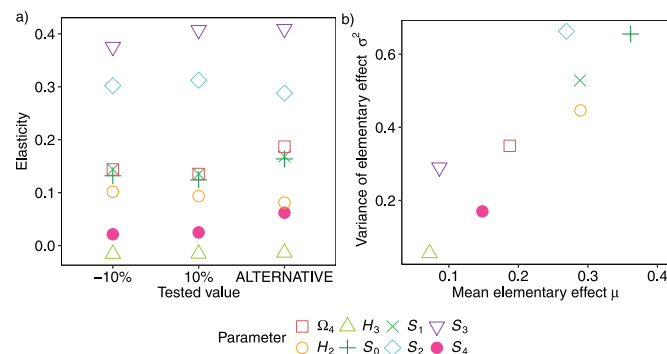 a)
Elasticity
0.4
0.3
0.2
0.1
0.0
−10%
10%
ALTERNATIVE
Tested value
b)
Variance of elementary effect σ²
0.6
0.4
0.2
0.1
0.2
0.3
0.4
Mean elementary effect μ
Parameter
Ω₄
H₃
S₁
S₃
H₂
S₀
S₂
S₄